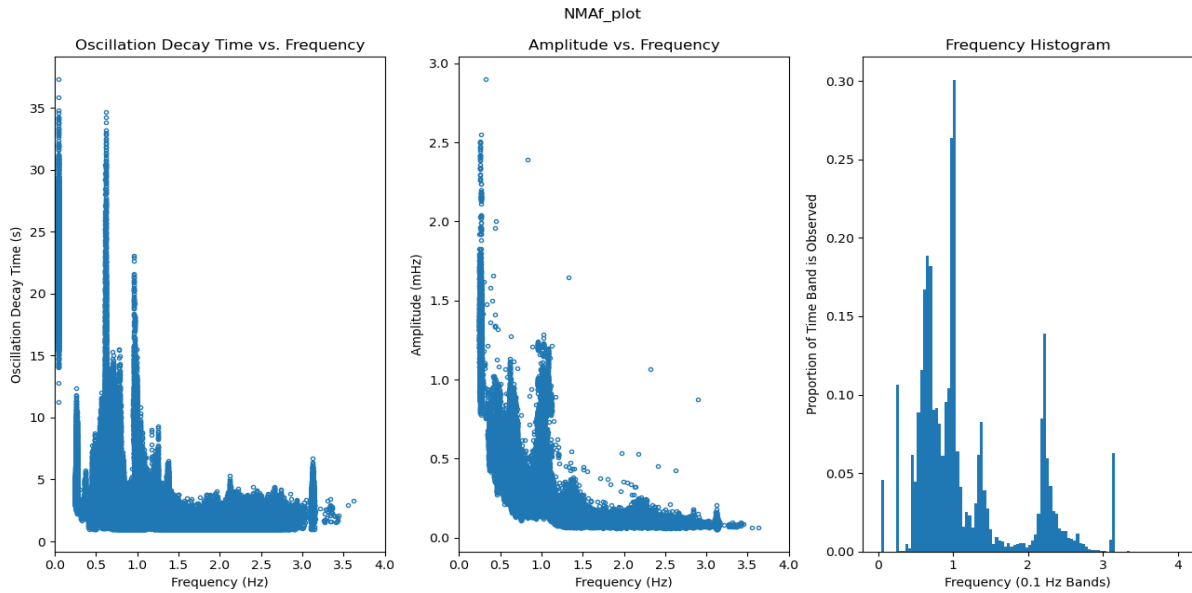 NMAf_plot
Oscillation Decay Time vs. Frequency
Oscillation Decay Time (s)
35
30
25
20
15
10
5
0
0.0 0.5 1.0 1.5 2.0 2.5 3.0 3.5 4.0
Frequency (Hz)
Amplitude vs. Frequency
Amplitude (mHz)
3.0
2.5
2.0
1.5
1.0
0.5
0.0
0.0 0.5 1.0 1.5 2.0 2.5 3.0 3.5 4.0
Frequency (Hz)
Frequency Histogram
Proportion of Time Band is Observed
0.30
0.25
0.20
0.15
0.10
0.05
0.00
0 1 2 3 4
Frequency (0.1 Hz Bands)